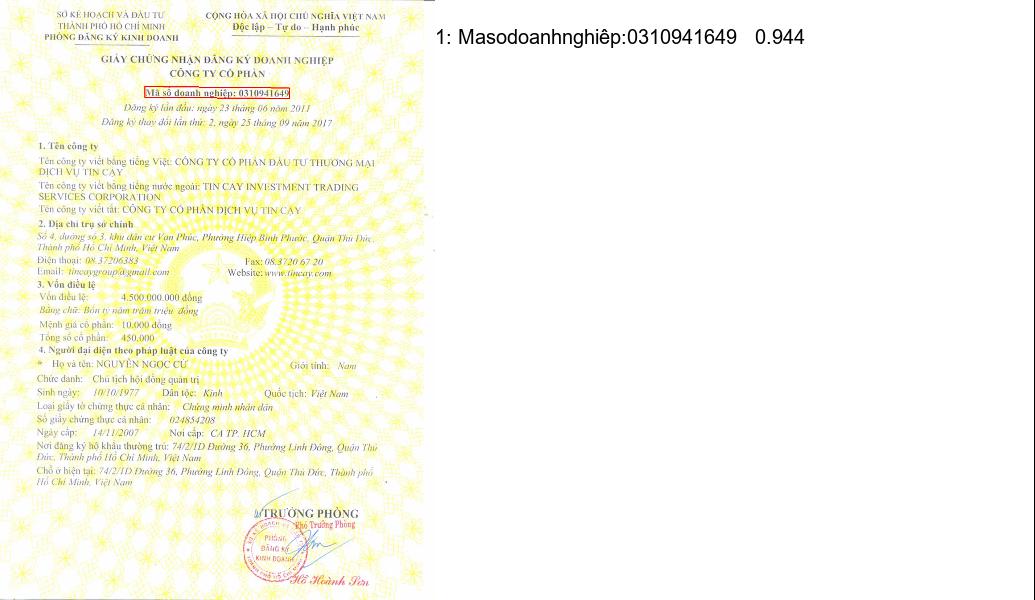 SỞ KẾ HOẠCH VÀ ĐẦU TƯ
THÀNH PHỐ HỒ CHÍ MINH
PHÒNG ĐĂNG KÝ KINH DOANH
CỘNG HÒA XÃ HỘI CHỦ NGHĨA VIỆT NAM
Độc lập – Tự do – Hạnh phúc
GIẤY CHỨNG NHẬN ĐĂNG KÝ DOANH NGHIỆP
CÔNG TY CỔ PHẦN
Mã số doanh nghiệp: 0310941649
Đăng ký lần đầu: ngày 23 tháng 06 năm 2011
Đăng ký thay đổi lần thứ: 2, ngày 25 tháng 09 năm 2017
1. Tên công ty
Tên công ty viết bằng tiếng Việt: CÔNG TY CỔ PHẦN ĐẦU TƯ THƯƠNG MẠI
DỊCH VỤ TIN CAY
Tên công ty viết bằng tiếng nước ngoài: TIN CAY INVESTMENT TRADING
SERVICES CORPORATION
Tên công ty viết tắt: CÔNG TY CỔ PHẦN DỊCH VỤ TIN CAY
2. Địa chỉ trụ sở chính
Số 4, đường số 3, khu dân cư Vạn Phúc, Phường Hiệp Bình Phước, Quận Thủ Đức,
Thành phố Hồ Chí Minh, Việt Nam
Điện thoại: 08.37206383 Fax: 08.3720 67 20
Email: tincaygroup@gmail.com Website: www.tincay.com
3. Vốn điều lệ
Vốn điều lệ: 4.500.000.000 đồng
Bằng chữ: Bốn tỷ năm trăm triệu đồng
Mệnh giá cổ phần: 10.000 đồng
Tổng số cổ phần: 450.000
4. Người đại diện theo pháp luật của công ty
* Họ và tên: NGUYỄN NGỌC CƯ Giới tính: Nam
Chức danh: Chủ tịch hội đồng quản trị
Sinh ngày: 10/10/1977 Dân tộc: Kinh Quốc tịch: Việt Nam
Loại giấy tờ chứng thực cá nhân: Chứng minh nhân dân
Số giấy chứng thực cá nhân: 024854208
Ngày cấp: 14/11/2007 Nơi cấp: CA TP. HCM
Nơi đăng ký hộ khẩu thường trú: 74/2/1D Đường 36, Phường Linh Đông, Quận Thủ
Đức, Thành phố Hồ Chí Minh, Việt Nam
Chỗ ở hiện tại: 74/2/1D Đường 36, Phường Linh Đông, Quận Thủ Đức, Thành phố
Hồ Chí Minh, Việt Nam
TRƯỞNG PHÒNG
Phó Trưởng Phòng
PHÒNG
ĐĂNG KÝ
KINH DOANH
Hồ Hoành Sơn
1: Masodoanhnghiêp:0310941649 0.944